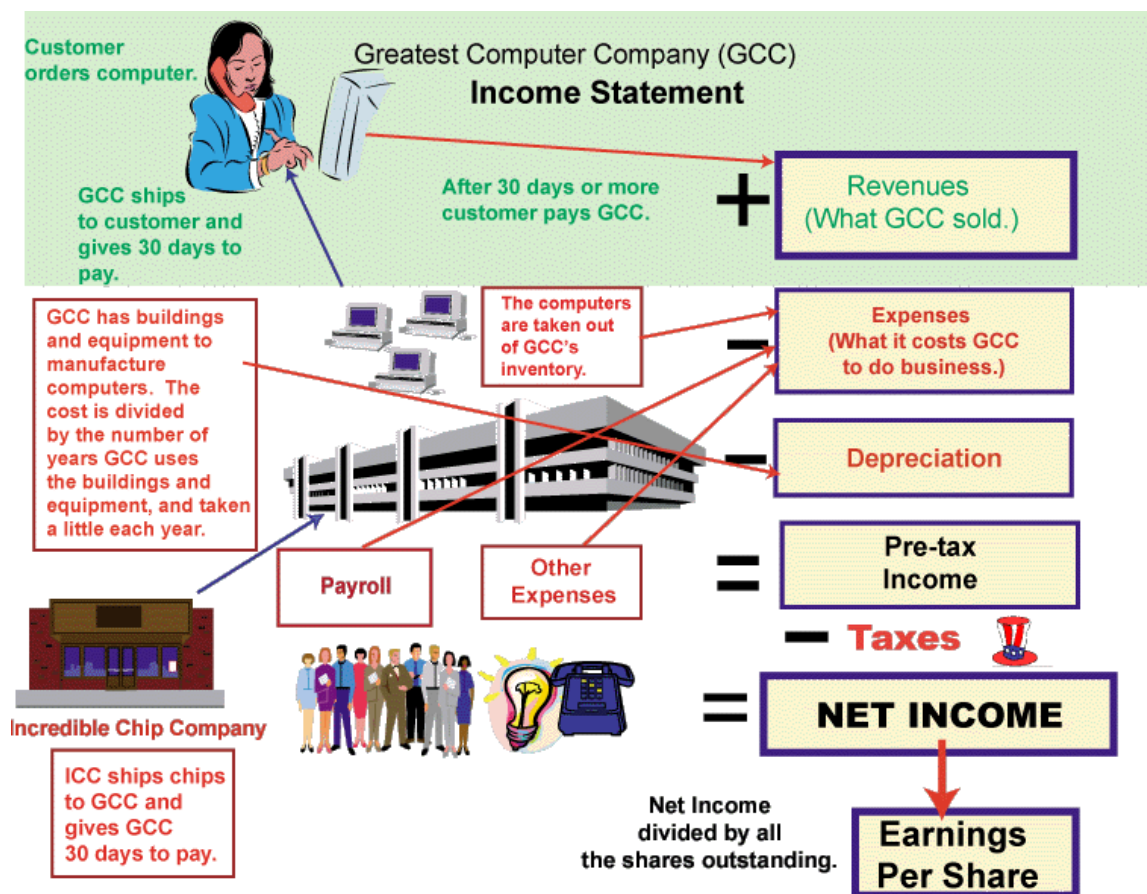 Customer
orders computer.
Greatest Computer Company (GCC)
Income Statement
GCC ships
to customer and
gives 30 days to
pay.
After 30 days or more
customer pays GCC.
+
Revenues
(What GCC sold.)
GCC has buildings
and equipment to
manufacture
computers. The
cost is divided
by the number of
years GCC uses
the buildings and
equipment, and taken
a little each year.
The computers
are taken out
of GCC's
inventory.
-
Expenses
(What it costs GCC
to do business.)
-
Depreciation
Payroll
Other
Expenses
=
Pre-tax
Income
- Taxes
=
NET INCOME
Incredible Chip Company
ICC ships chips
to GCC and
gives GCC
30 days to pay.
Net Income
divided by all
the shares outstanding.
Earnings
Per Share